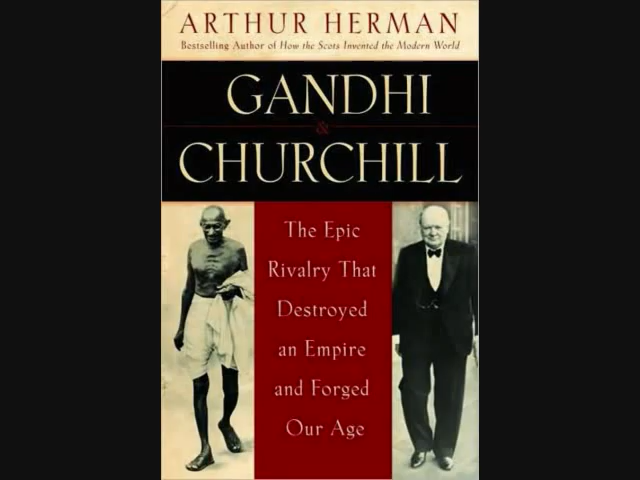 ARTHUR HERMAN
Bestselling Author of How the Scots Invented the Modern World
GANDHI
&
CHURCHILL
The Epic
Rivalry That
Destroyed
an Empire
and Forged
Our Age